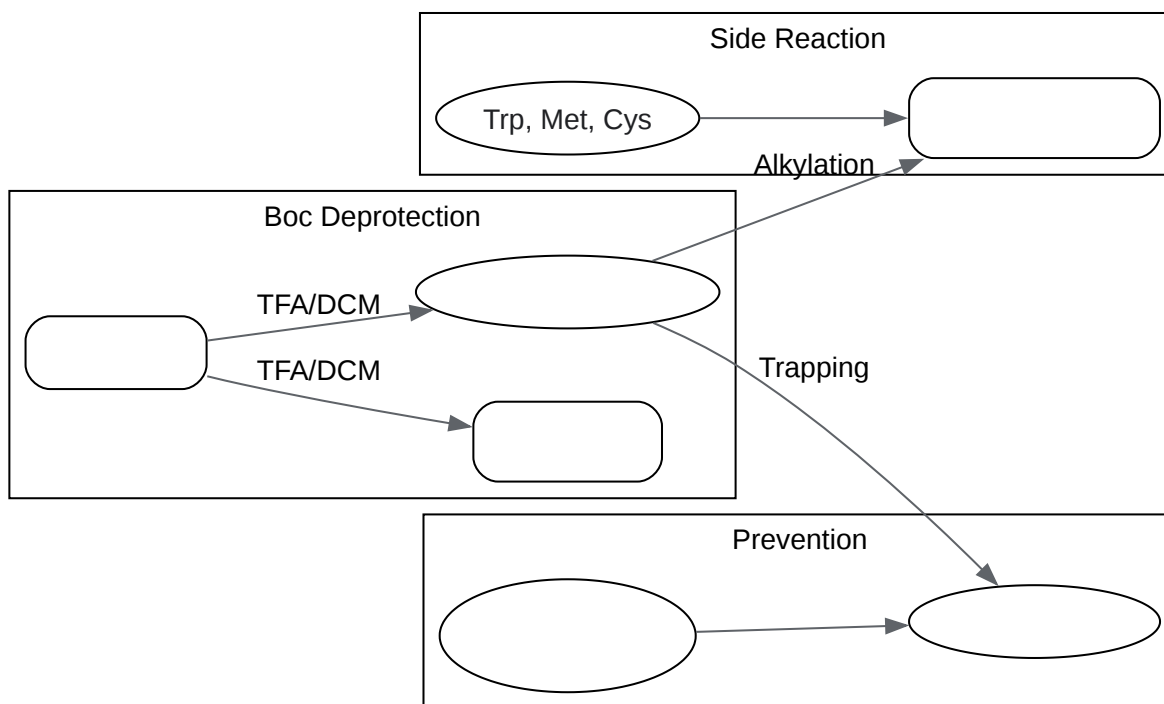 Side Reaction
Trp, Met, Cys
Alkylation
Boc Deprotection
TFA/DCM
TFA/DCM
Trapping
Prevention